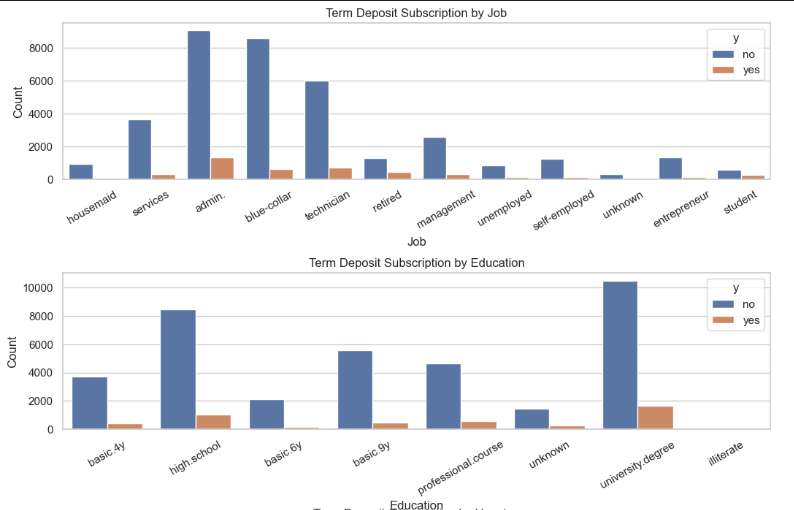 Term Deposit Subscription by Job
y
no
yes
Count
8000
6000
4000
2000
0
housemaid
services
admin.
blue-collar
technician
retired
management
unemployed
self-employed
unknown
entrepreneur
student
Job
Term Deposit Subscription by Education
y
no
yes
Count
10000
8000
6000
4000
2000
0
basic.4y
high.school
basic.6y
basic.9y
professional.course
unknown
university.degree
illiterate
Education